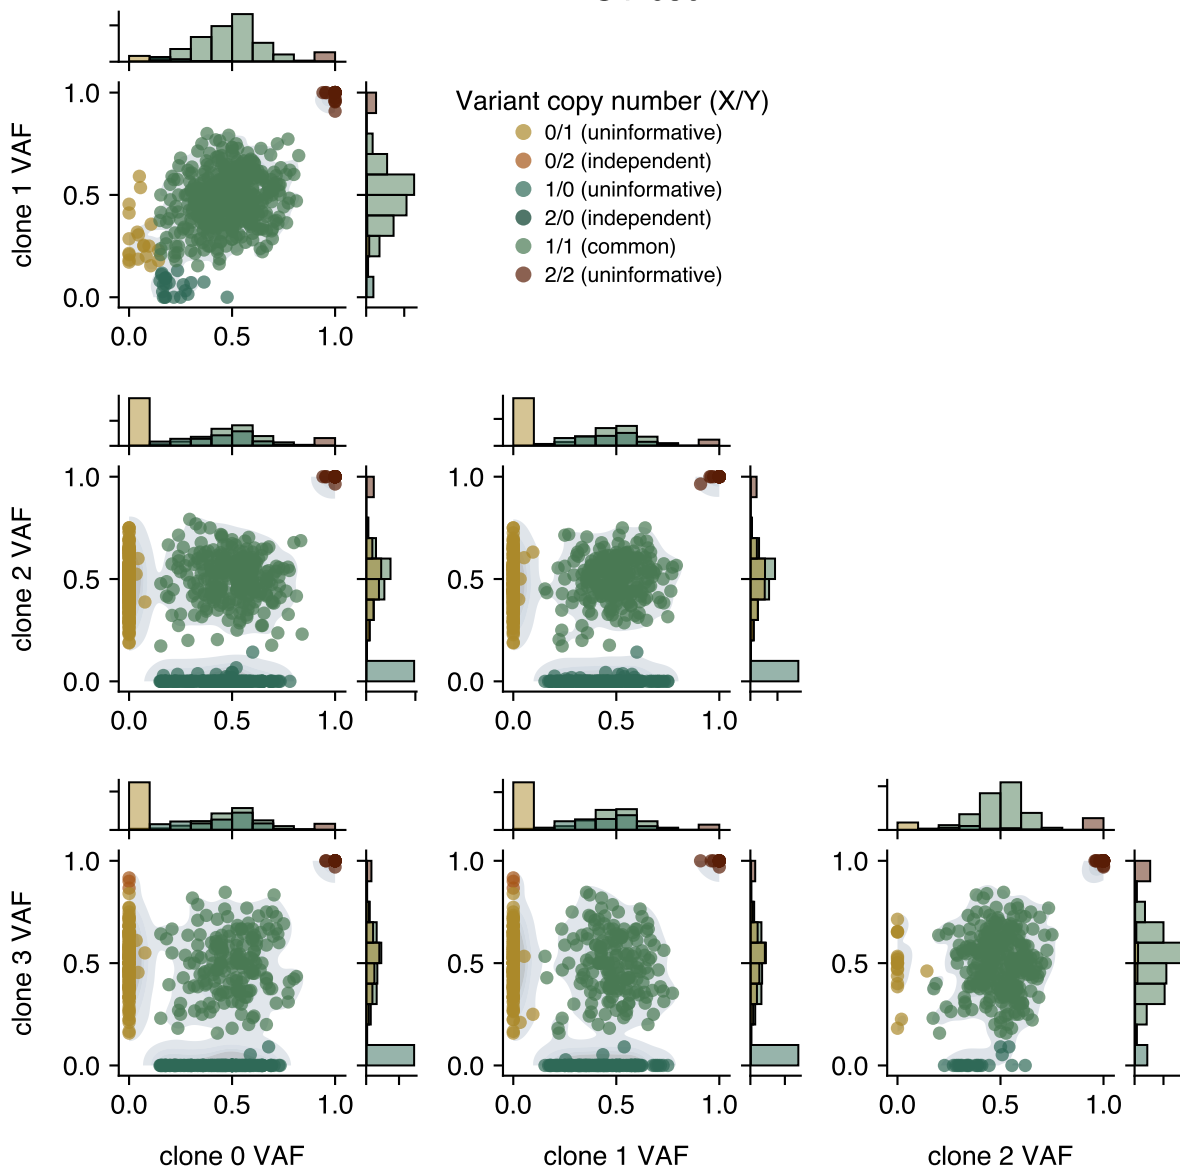 Variant copy number (X/Y)
0/1 (uninformative)
0/2 (independent)
1/0 (uninformative)
2/0 (independent)
1/1 (common)
2/2 (uninformative)
clone 1 VAF
1.0
0.5
0.0
0.0 0.5 1.0
clone 2 VAF
1.0
0.5
0.0
0.0 0.5 1.0
1.0
0.5
0.0
0.0 0.5 1.0
clone 3 VAF
1.0
0.5
0.0
0.0 0.5 1.0
clone 0 VAF
1.0
0.5
0.0
0.0 0.5 1.0
clone 1 VAF
1.0
0.5
0.0
0.0 0.5 1.0
clone 2 VAF